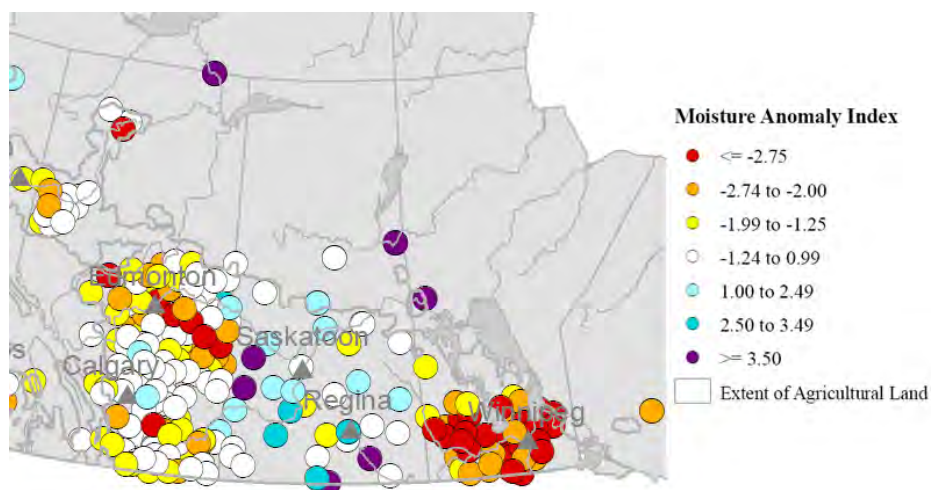 Moisture Anomaly Index
<= -2.75
-2.74 to -2.00
-1.99 to -1.25
-1.24 to 0.99
1.00 to 2.49
2.50 to 3.49
>= 3.50
Extent of Agricultural Land
Edmonton
Saskatoon
s
Calgary
Regina
Winnipeg